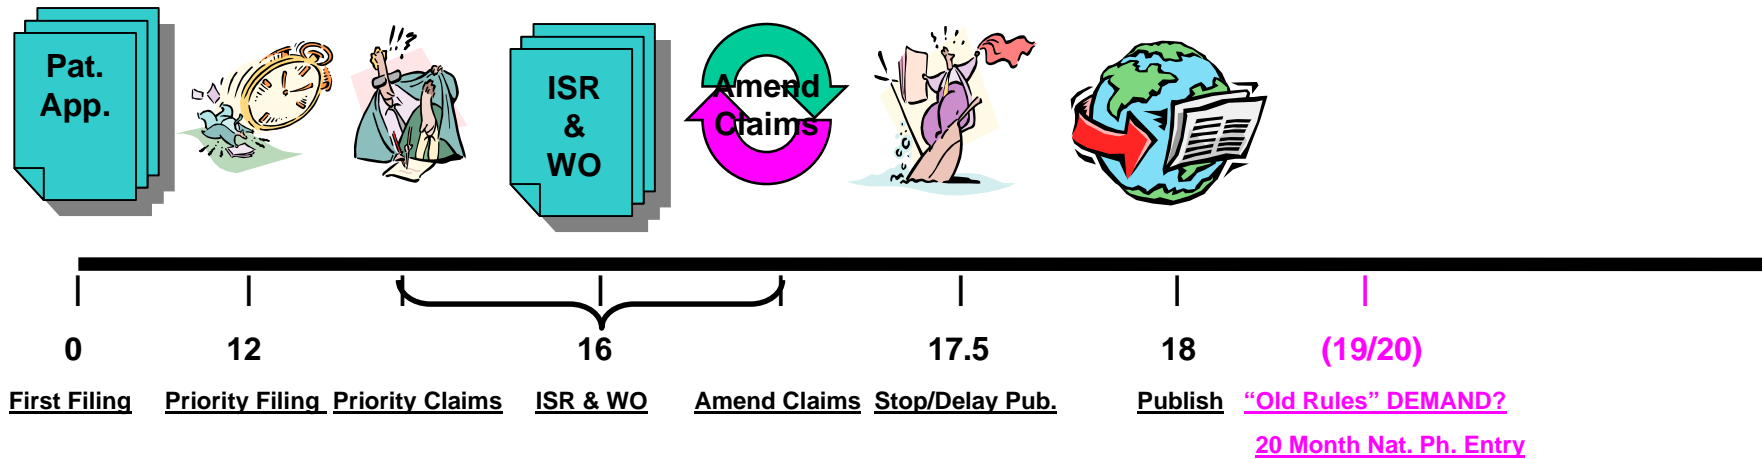 Pat.
App.
!!?
ISR
&
WO
Amend
Claims
0
12
16
17.5
18
(19/20)
First Filing
Priority Filing
Priority Claims
ISR & WO
Amend Claims
Stop/Delay Pub.
Publish
“Old Rules” DEMAND?
20 Month Nat. Ph. Entry